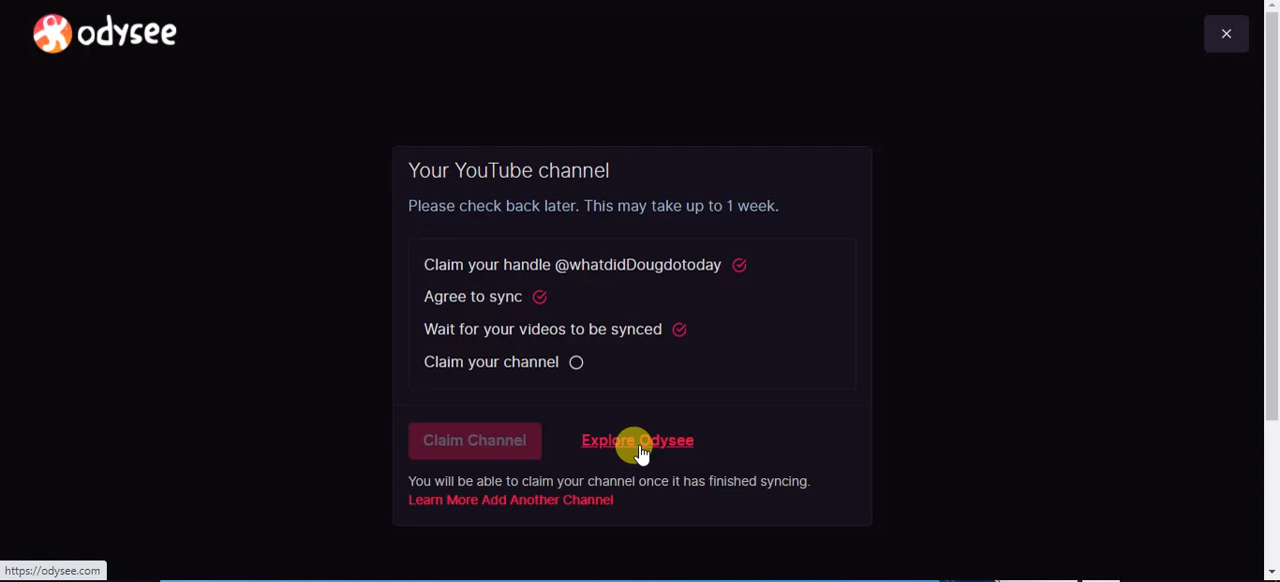 odysee
×
Your YouTube channel
Please check back later. This may take up to 1 week.
Claim your handle @whatdidDougdotoday
Agree to sync
Wait for your videos to be synced
Claim your channel
Claim Channel
Explore Odysee
You will be able to claim your channel once it has finished syncing.
Learn More Add Another Channel
https://odysee.com